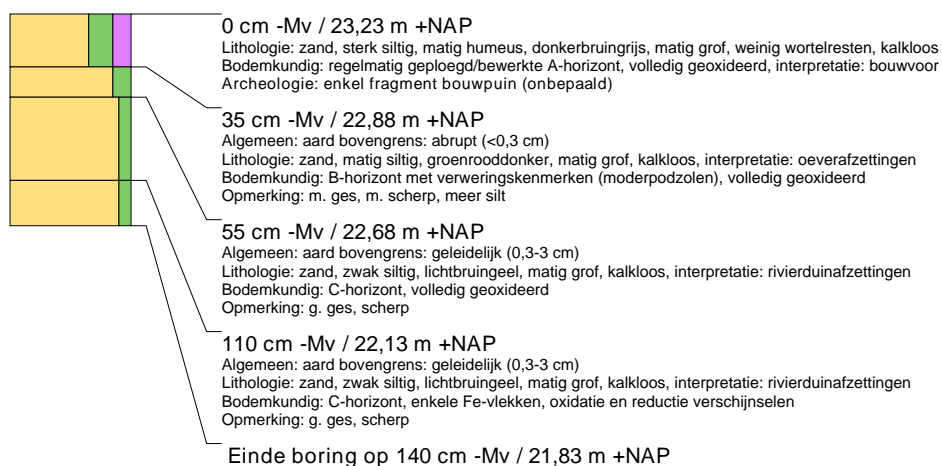 0 cm -Mv / 23,23 m +NAP
Lithologie: zand, sterk siltig, matig humeus, donkerbruingrijs, matig grof, weinig wortelresten, kalkloos
Bodemkundig: regelmatig geploegd/bewerkte A-horizont, volledig geoxideerd, interpretatie: bouwvoor
Archeologie: enkel fragment bouwpuin (onbepaald)
35 cm -Mv / 22,88 m +NAP
Algemeen: aard bovengrens: abrupt (<0,3 cm)
Lithologie: zand, matig siltig, groenrooddonker, matig grof, kalkloos, interpretatie: oeverafzettingen
Bodemkundig: B-horizont met verweringskenmerken (moderpodzolen), volledig geoxideerd
Opmerking: m. ges, m. scherp, meer silt
55 cm -Mv / 22,68 m +NAP
Algemeen: aard bovengrens: geleidelijk (0,3-3 cm)
Lithologie: zand, zwak siltig, lichtbruingeel, matig grof, kalkloos, interpretatie: rivierduinafzettingen
Bodemkundig: C-horizont, volledig geoxideerd
Opmerking: g. ges, scherp
110 cm -Mv / 22,13 m +NAP
Algemeen: aard bovengrens: geleidelijk (0,3-3 cm)
Lithologie: zand, zwak siltig, lichtbruingeel, matig grof, kalkloos, interpretatie: rivierduinafzettingen
Bodemkundig: C-horizont, enkele Fe-vlekken, oxidatie en reductie verschijnselen
Opmerking: g. ges, scherp
Einde boring op 140 cm -Mv / 21,83 m +NAP